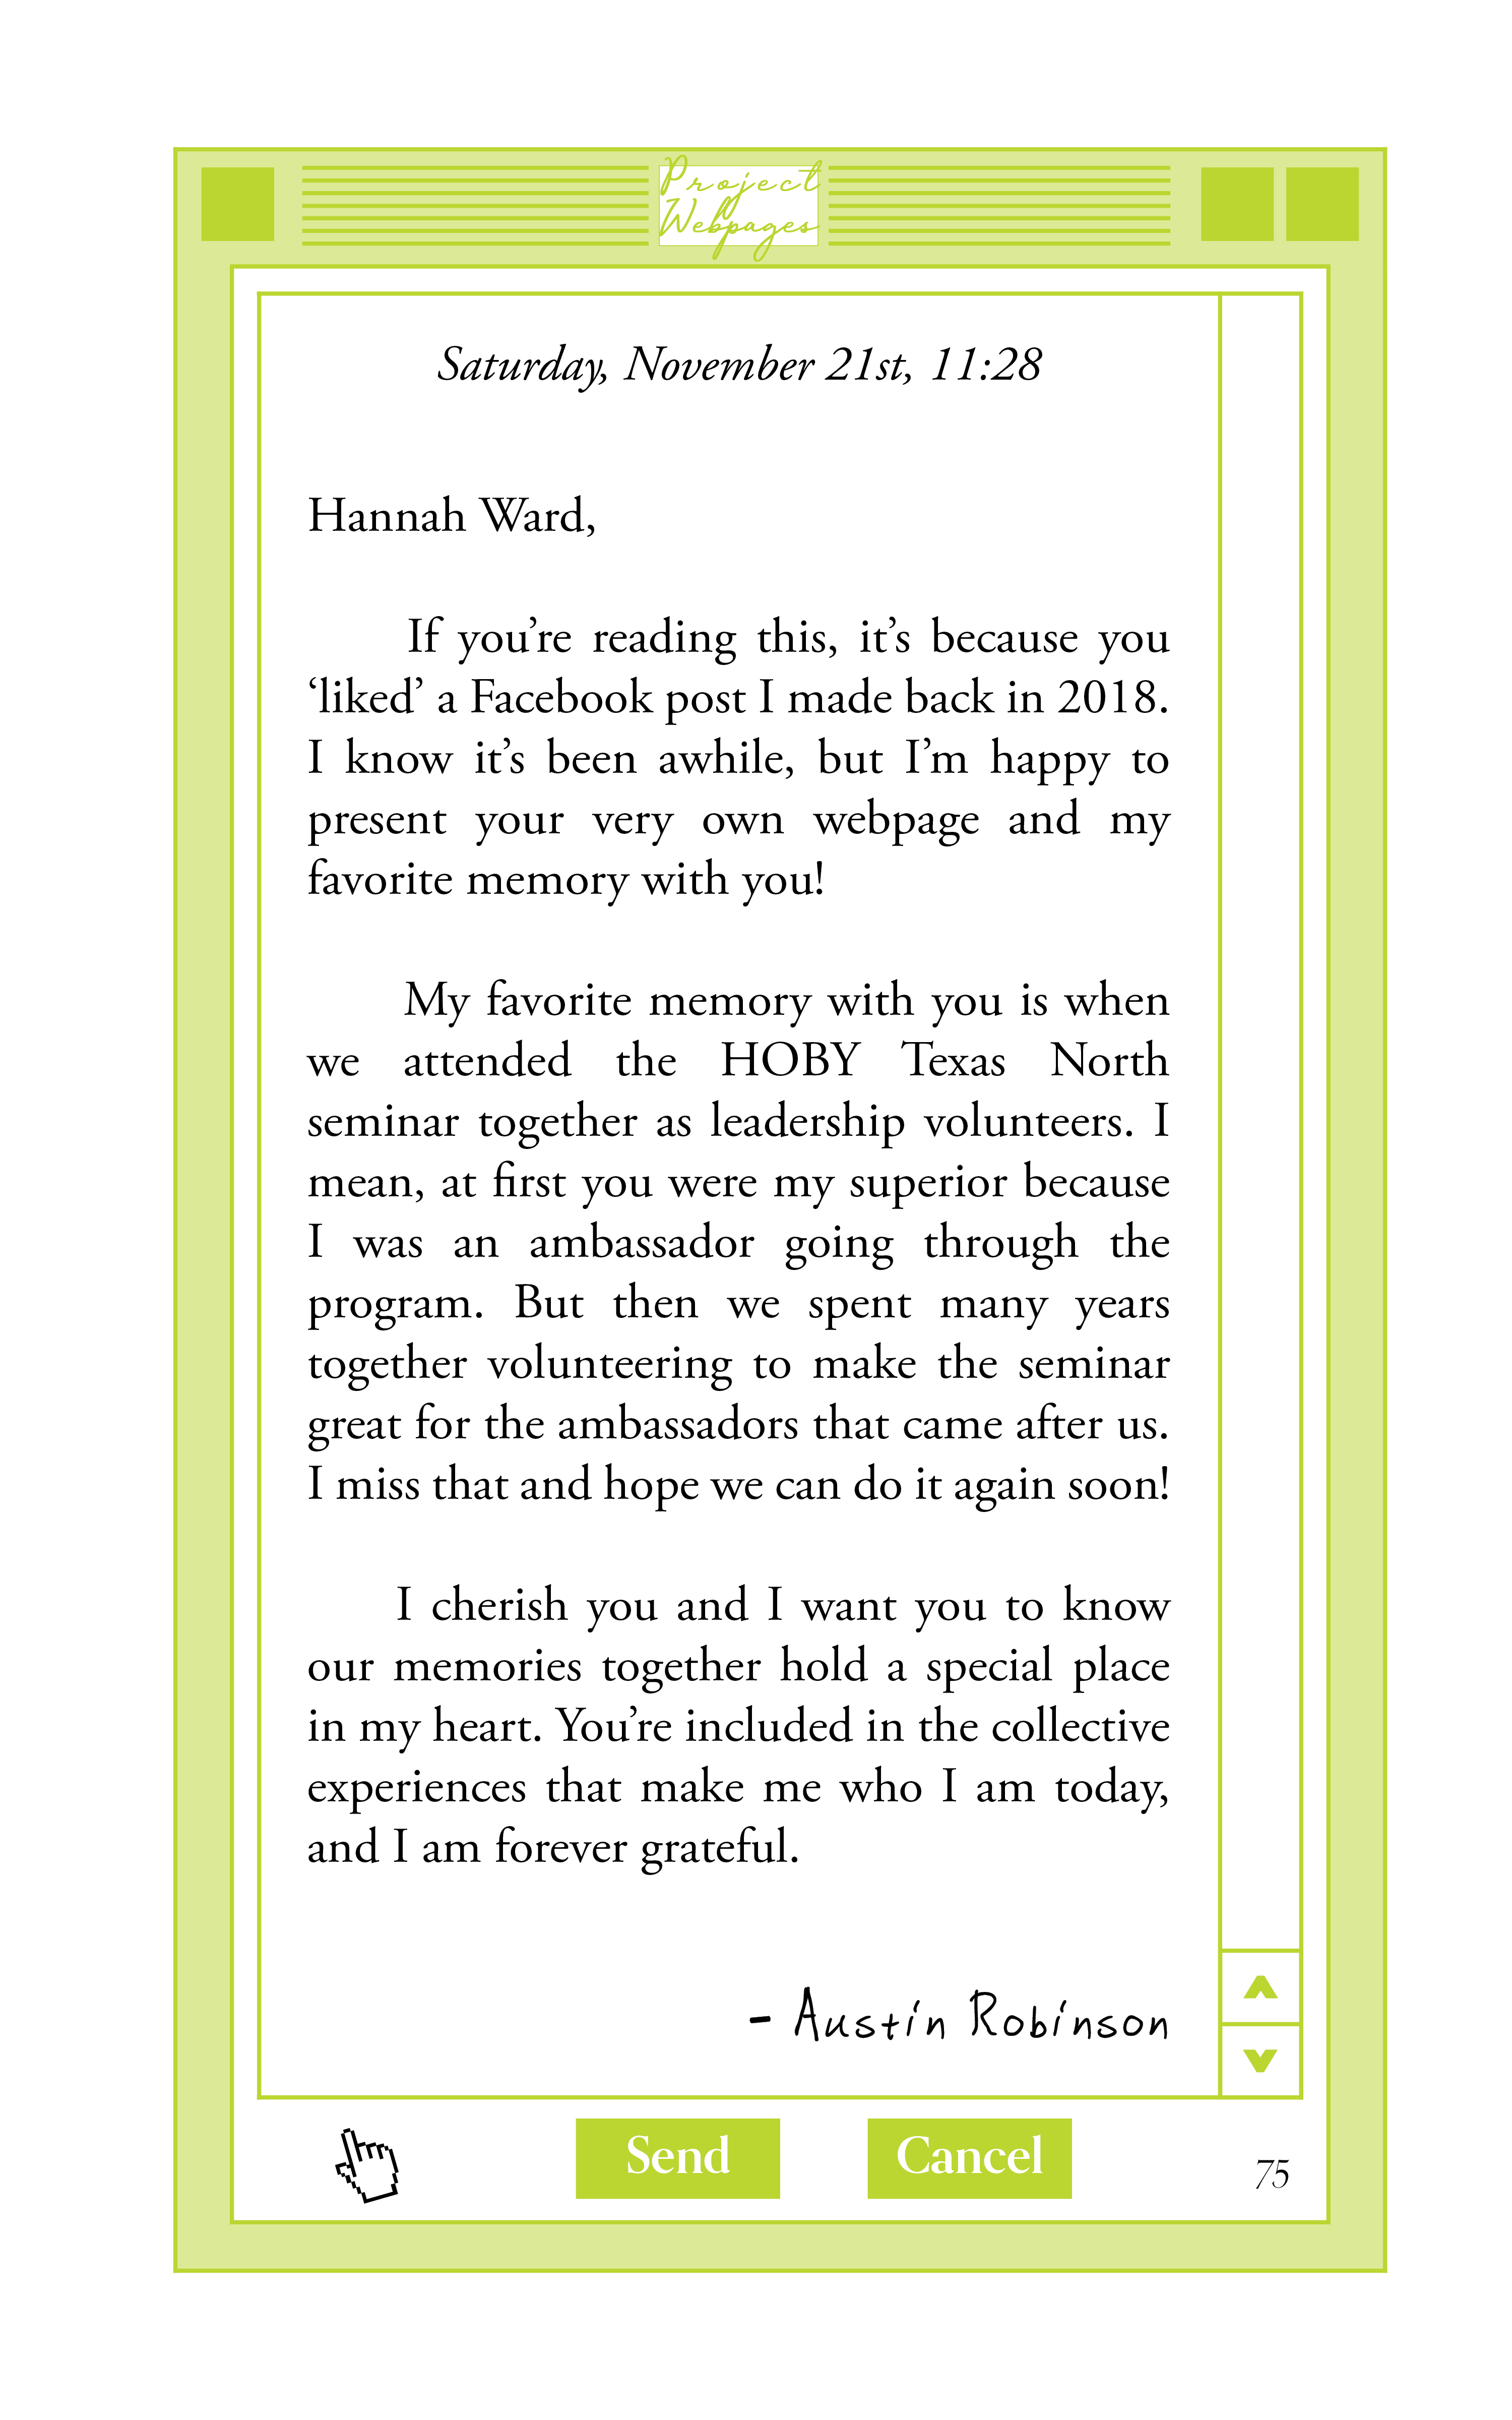 Project
Webpages
Saturday, November 21st, 11:28
Hannah Ward,
If you’re reading this, it’s because you
‘liked’ a Facebook post I made back in 2018.
I know it’s been awhile, but I’m happy to
present your very own webpage and my
favorite memory with you!
My favorite memory with you is when
we attended the HOBY Texas North
seminar together as leadership volunteers. I
mean, at first you were my superior because
I was an ambassador going through the
program. But then we spent many years
together volunteering to make the seminar
great for the ambassadors that came after us.
I miss that and hope we can do it again soon!
I cherish you and I want you to know
our memories together hold a special place
in my heart. You’re included in the collective
experiences that make me who I am today,
and I am forever grateful.
- Austin Robinson
Send Cancel 75